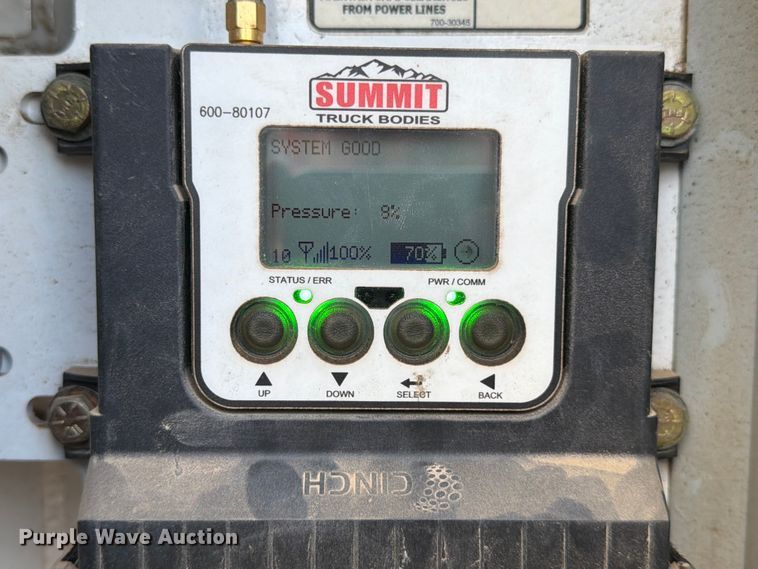 FROM POWER LINES
700-30345
600-80107
SUMMIT
TRUCK BODIES
SYSTEM GOOD
Pressure: 9%
10 100% 70%
STATUS / ERR PWR / COMM
UP DOWN SELECT BACK
CINCH
Purple Wave Auction